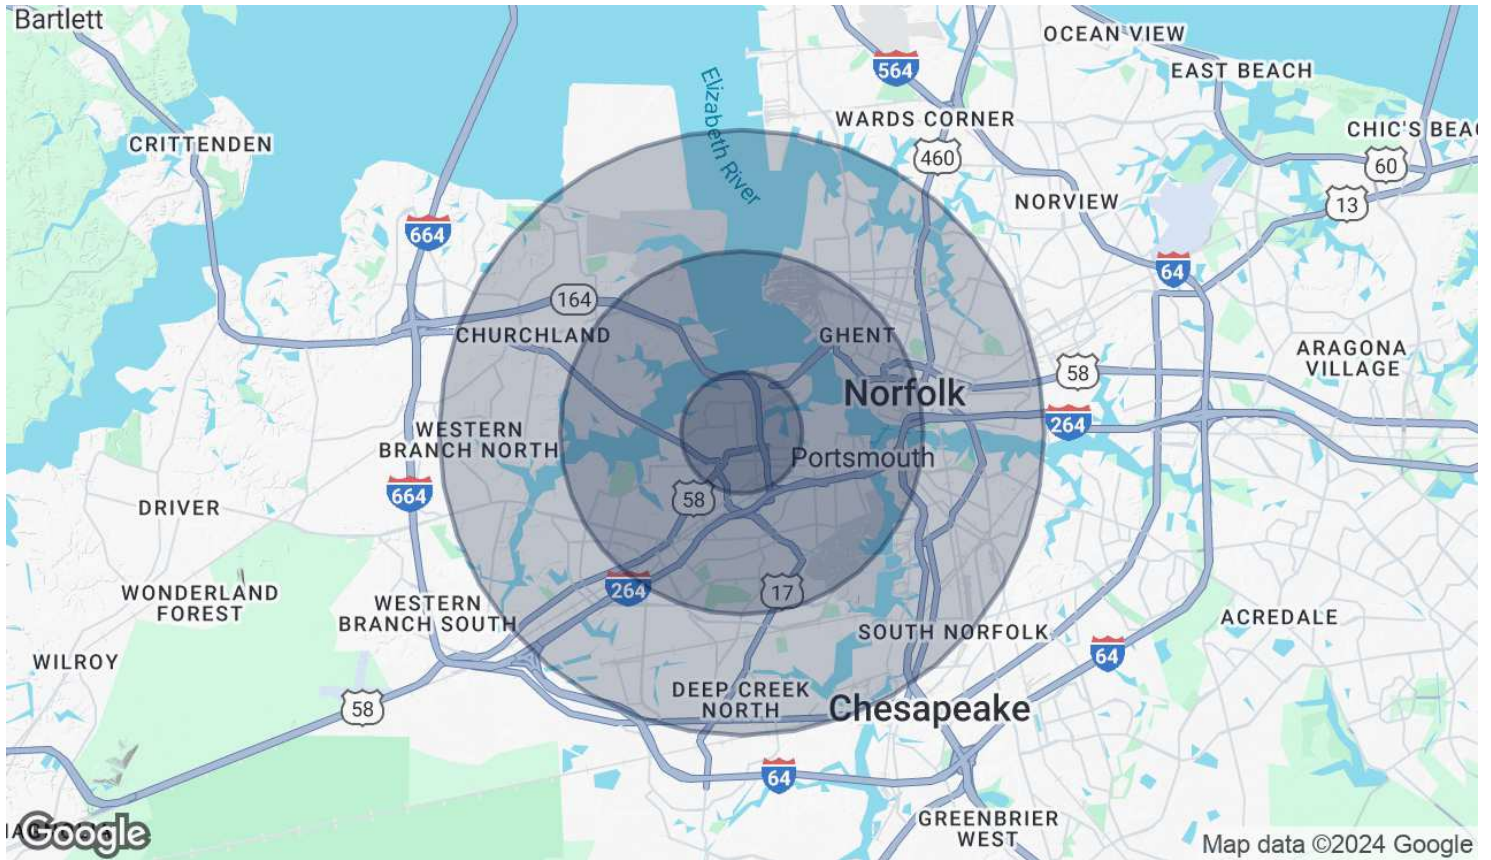 Bartlett
OCEAN VIEW
564
EAST BEACH
WARDS CORNER
CRITTENDEN
Elizabeth River
460
60
NORVIEW
13
664
64
164
CHURCHLAND
GHENT
ARAGONA
VILLAGE
58
Norfolk
264
WESTERN
BRANCH NORTH
Portsmouth
664
58
DRIVER
264
17
WONDERLAND
FOREST
WESTERN
BRANCH SOUTH
SOUTH NORFOLK
ACREDALE
WILROY
64
58
DEEP CREEK
NORTH
Chesapeake
64
GREENBRIER
WEST
Google
Map data ©2024 Google
CHIC'S BEA